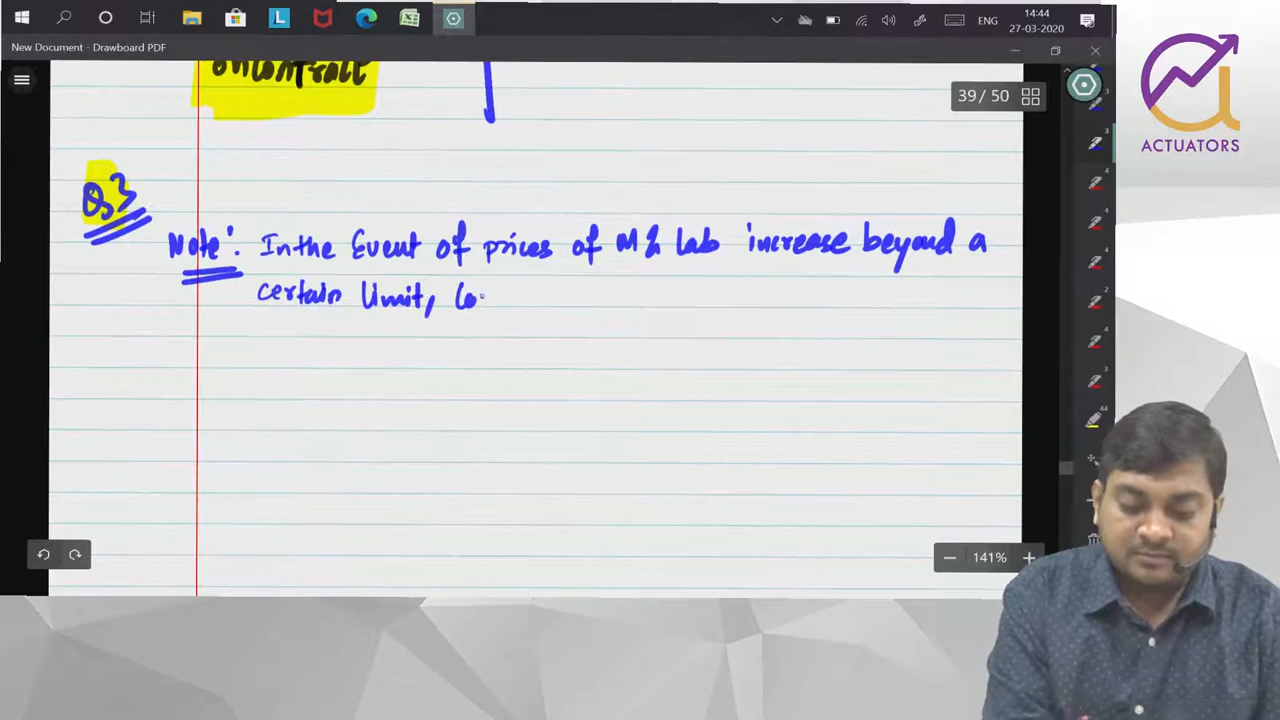 14:44
ENG
27-03-2020
New Document - Drawboard PDF
39 / 50
ACTUATORS
Q3
Note: In the Event of prices of M & Lab increase beyond a
certain limit, Co
141%